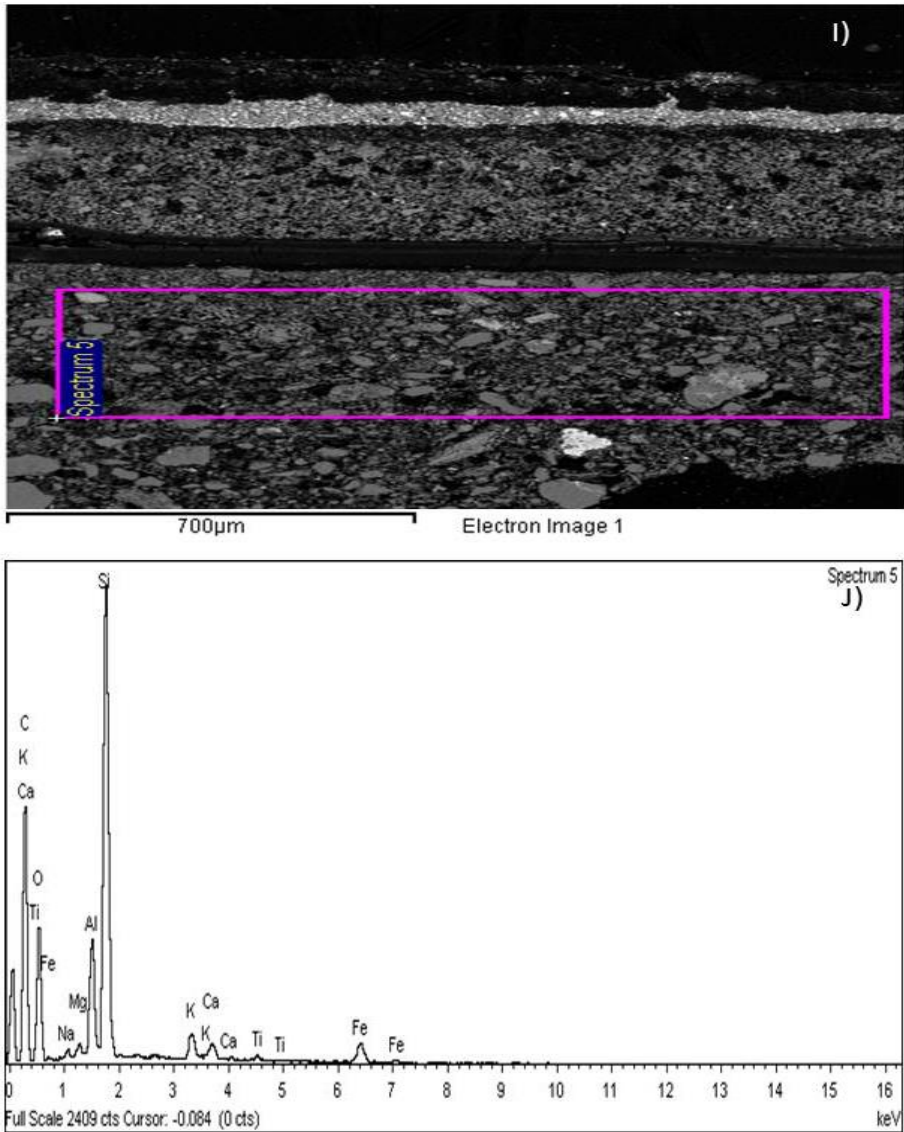 I)
Spectrum 5
700µm Electron Image 1
Spectrum 5
J)
Si
C
K
Ca
O
Ti
Fe
Na
Mg
Al
K
Ca
K
Ca
Ti
Ti
Fe
Fe
0 1 2 3 4 5 6 7 8 9 10 11 12 13 14 15 16
Full Scale 2409 cts Cursor: -0.084 (0 cts) keV